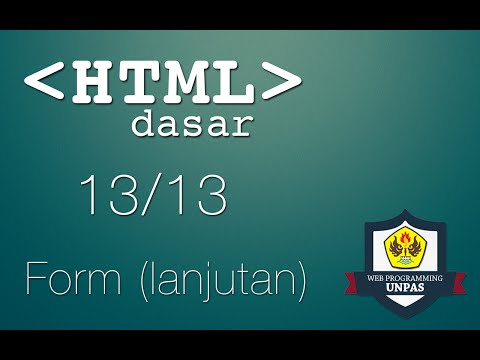 <HTML>
dasar
13/13
Form (lanjutan)
WEB PROGRAMMING
UNPAS